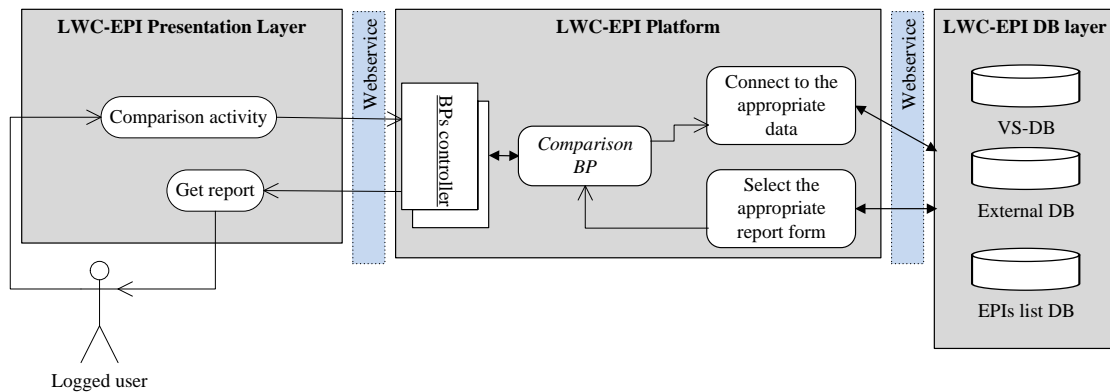 LWC-EPI Presentation Layer
Comparison activity
Get report
Logged user
Webservice
LWC-EPI Platform
BPs controller
Comparison
BP
Connect to the
appropriate
data
Select the
appropriate
report form
Webservice
LWC-EPI DB layer
VS-DB
External DB
EPIs list DB